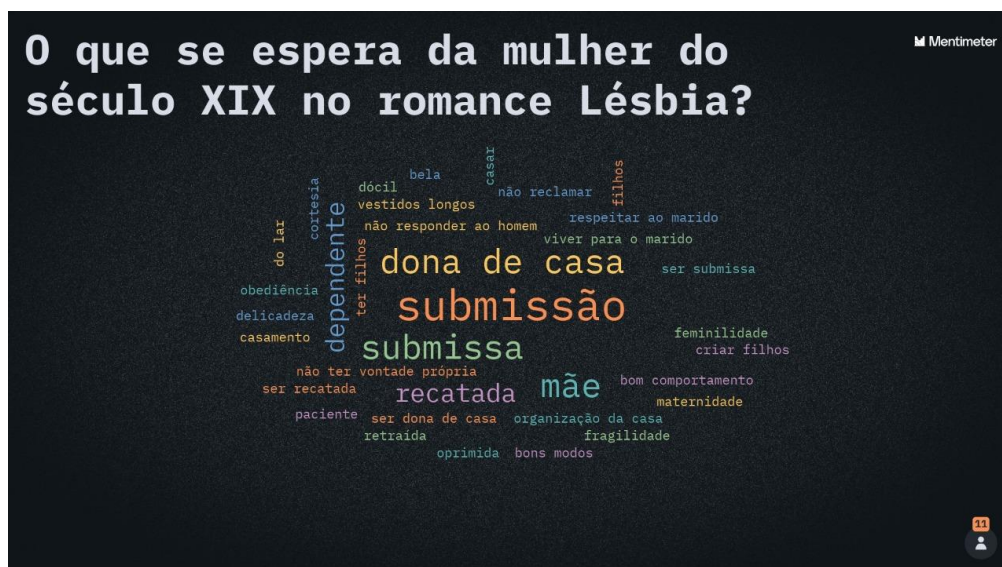 O que se espera da mulher do
século XIX no romance Lésbia?
Mentimeter
casar
bela
filhos
dócil
não reclamar
cortesia
vestidos longos
dependente
respeitar ao marido
não responder ao homem
do lar
viver para o marido
ter filhos
dona de casa
ser submissa
obediência
submissão
delicadeza
feminilidade
casamento
submissa
criar filhos
não ter vontade própria
mãe
bom comportamento
ser recatada
recatada
maternidade
paciente
ser dona de casa
organização da casa
retraída
fragilidade
oprimida
bons modos
11